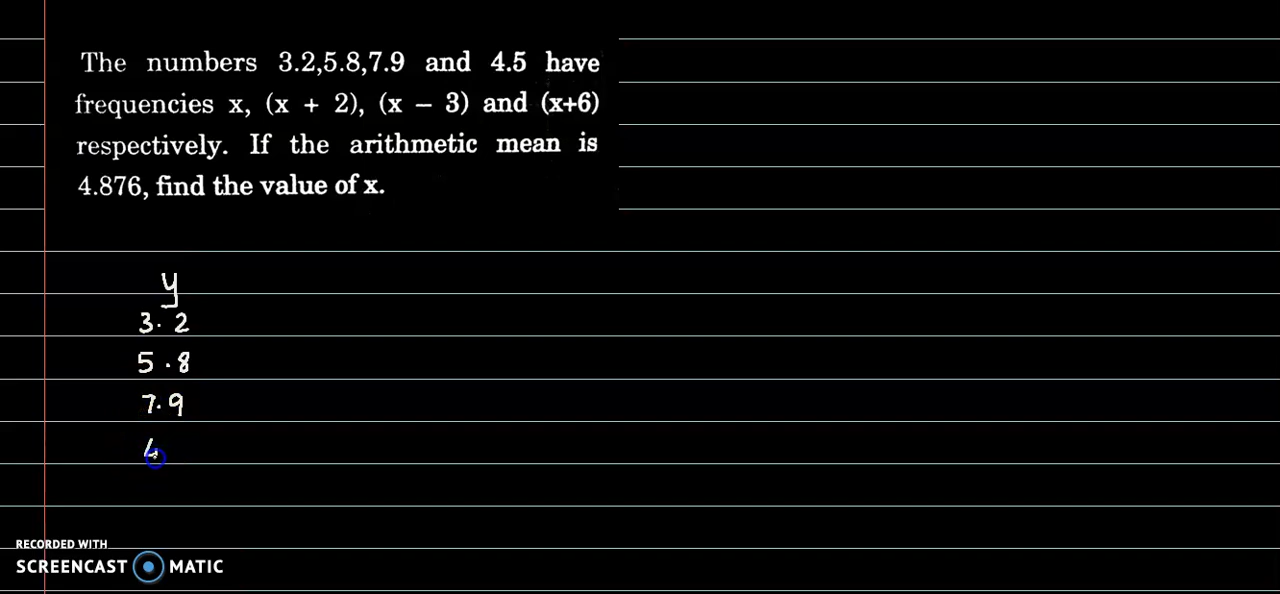 The numbers 3.2,5.8,7.9 and 4.5 have
frequencies x, (x + 2), (x – 3) and (x+6)
respectively. If the arithmetic mean is
4.876, find the value of x.
y
3.2
5.8
7.9
4
RECORDED WITH
SCREENCAST MATIC